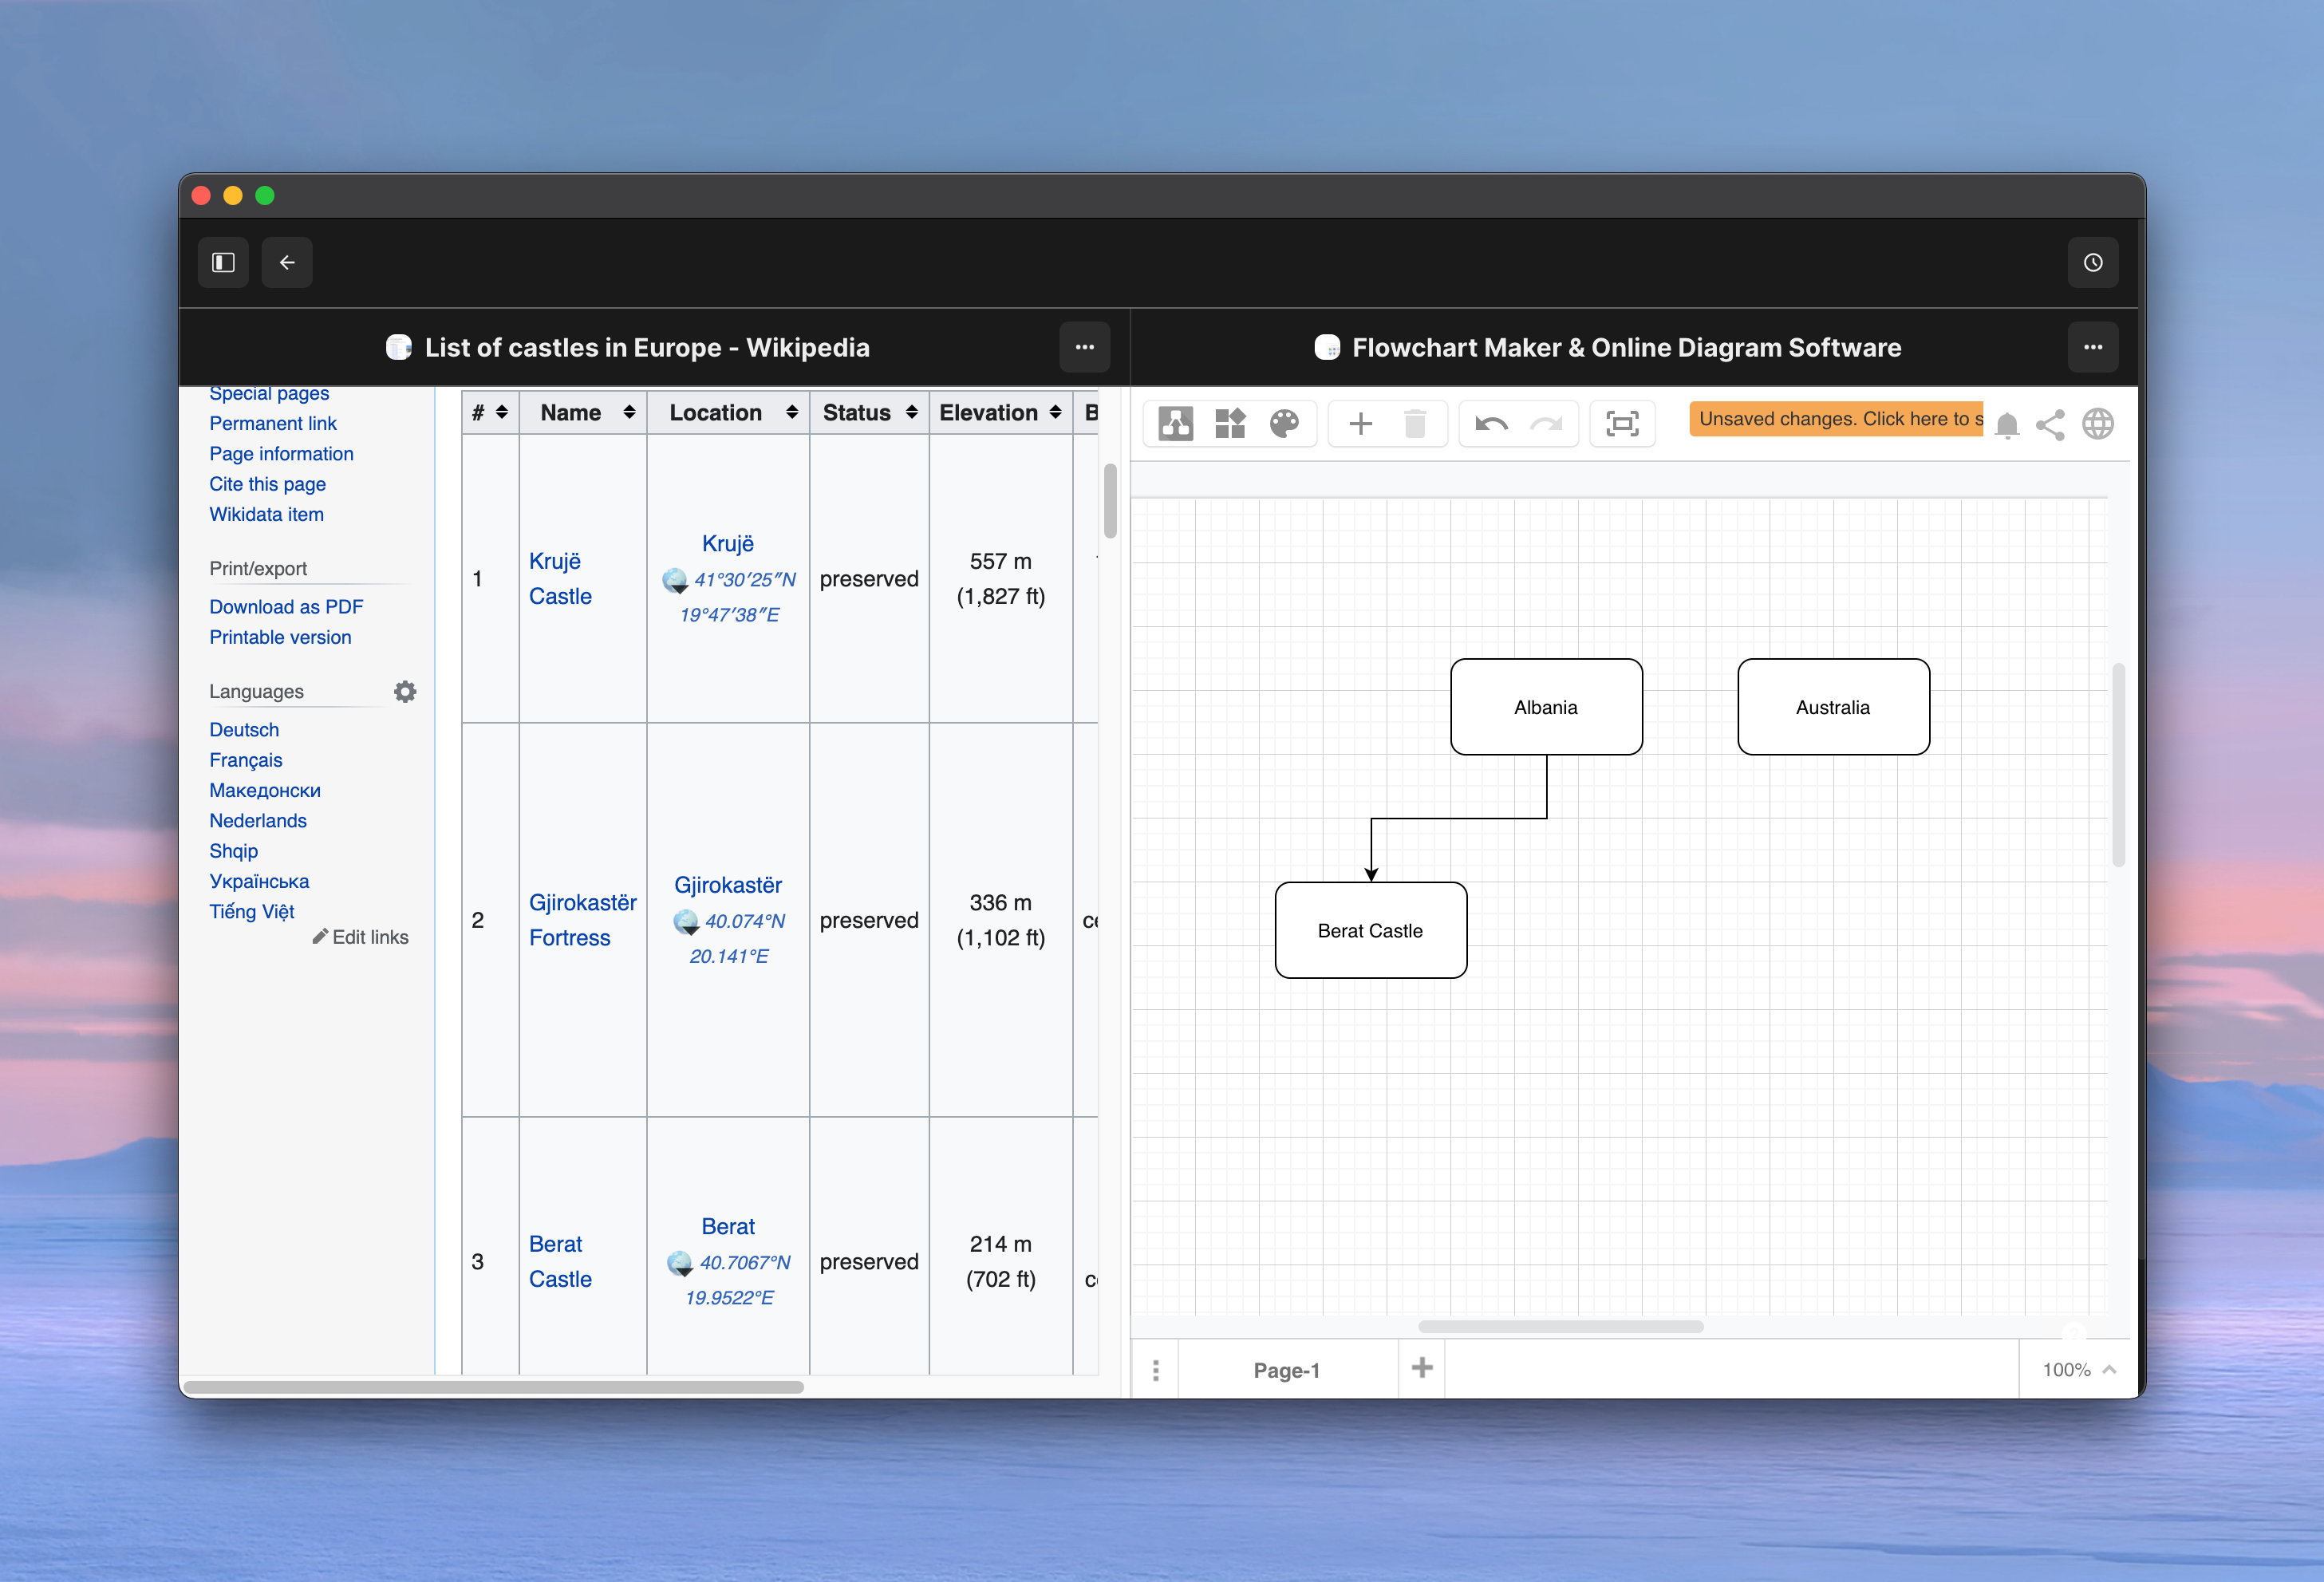 List of castles in Europe - Wikipedia
Flowchart Maker & Online Diagram Software
Special pages
Permanent link
Page information
Cite this page
Wikidata item
Print/export
Download as PDF
Printable version
Languages
Deutsch
Français
Македонски
Nederlands
Shqip
Українська
Tiếng Việt
Edit links
# Name Location Status Elevation B
1 Krujë Castle Krujë 41°30′25″N 19°47′38″E preserved 557 m (1,827 ft)
2 Gjirokastër Fortress Gjirokastër 40.074°N 20.141°E preserved 336 m (1,102 ft)
3 Berat Castle Berat 40.7067°N 19.9522°E preserved 214 m (702 ft)
Unsaved changes. Click here to s
Albania
Australia
Berat Castle
Page-1
100%